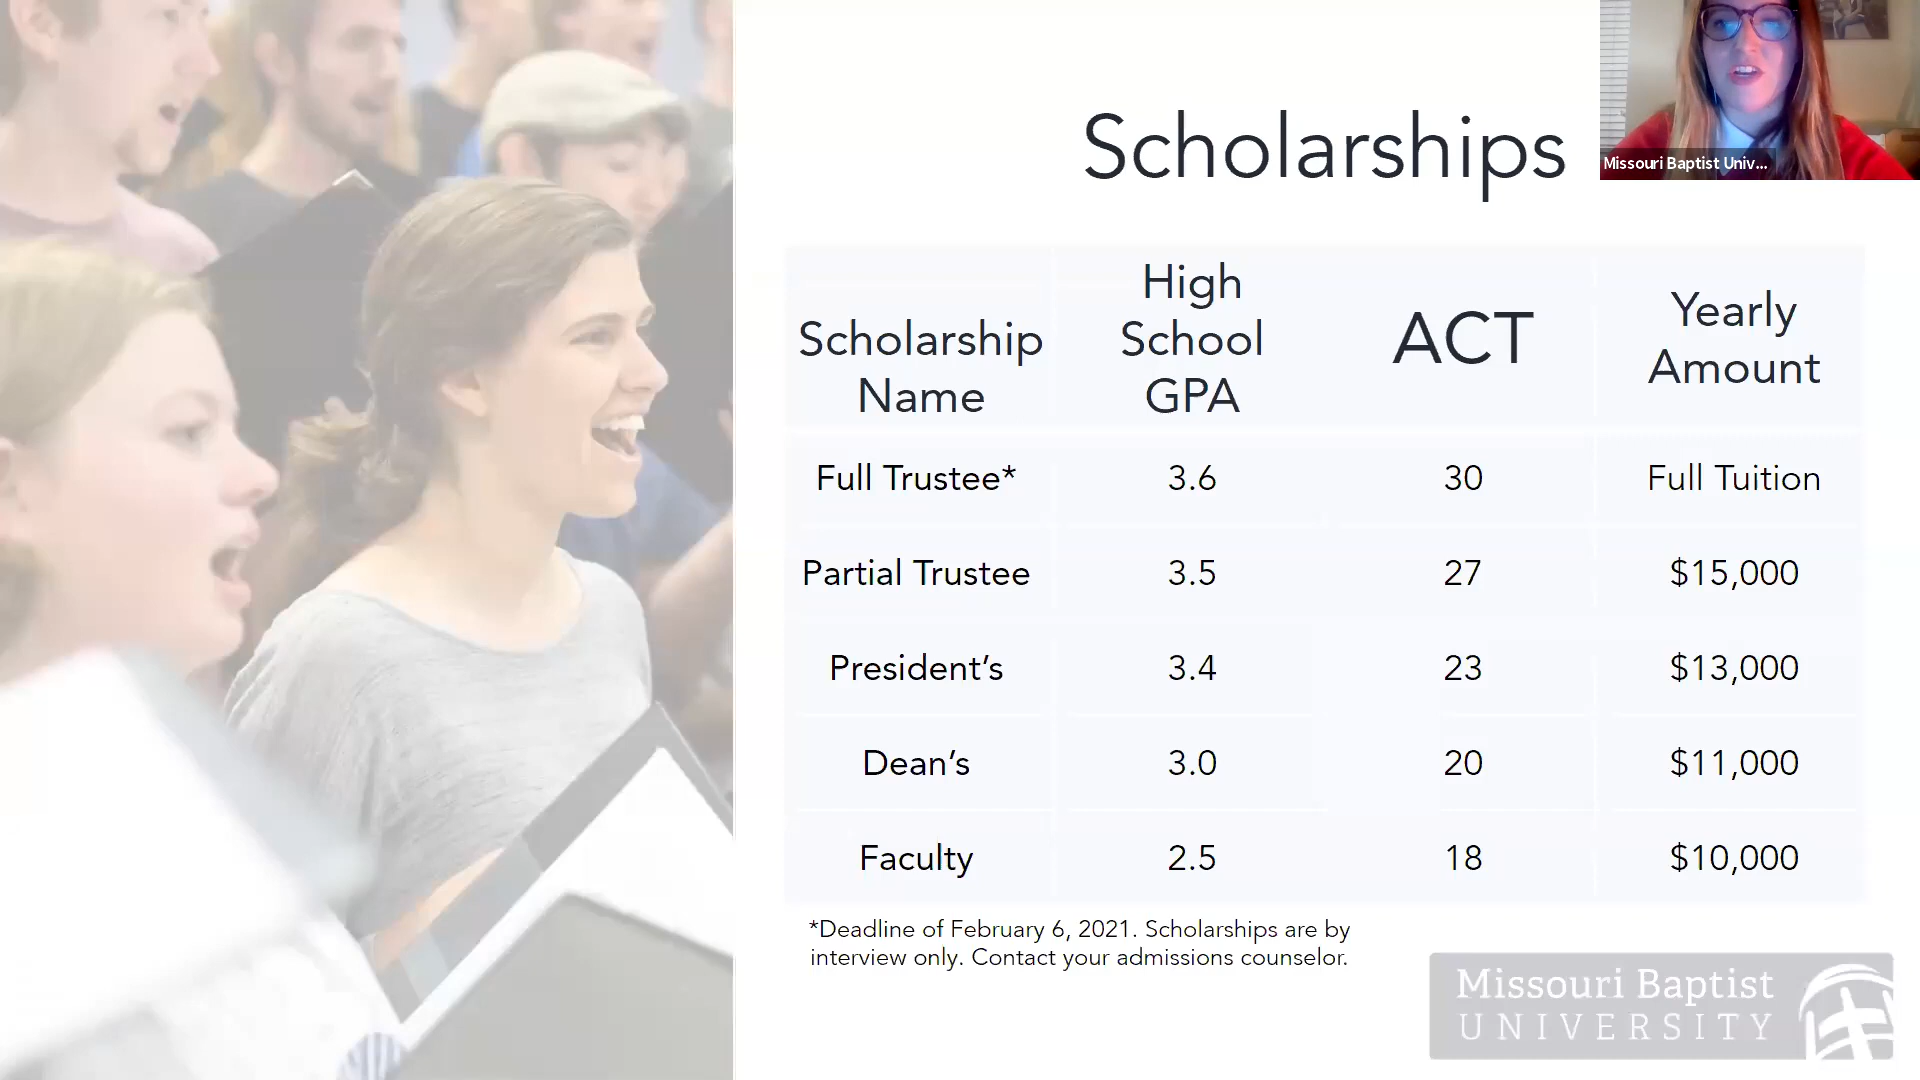 Scholarships
Missouri Baptist Univ...
Scholarship Name
High School GPA
ACT
Yearly Amount
Full Trustee* 3.6 30 Full Tuition
Partial Trustee 3.5 27 $15,000
President’s 3.4 23 $13,000
Dean’s 3.0 20 $11,000
Faculty 2.5 18 $10,000
*Deadline of February 6, 2021. Scholarships are by
interview only. Contact your admissions counselor.
Missouri Baptist
UNIVERSITY